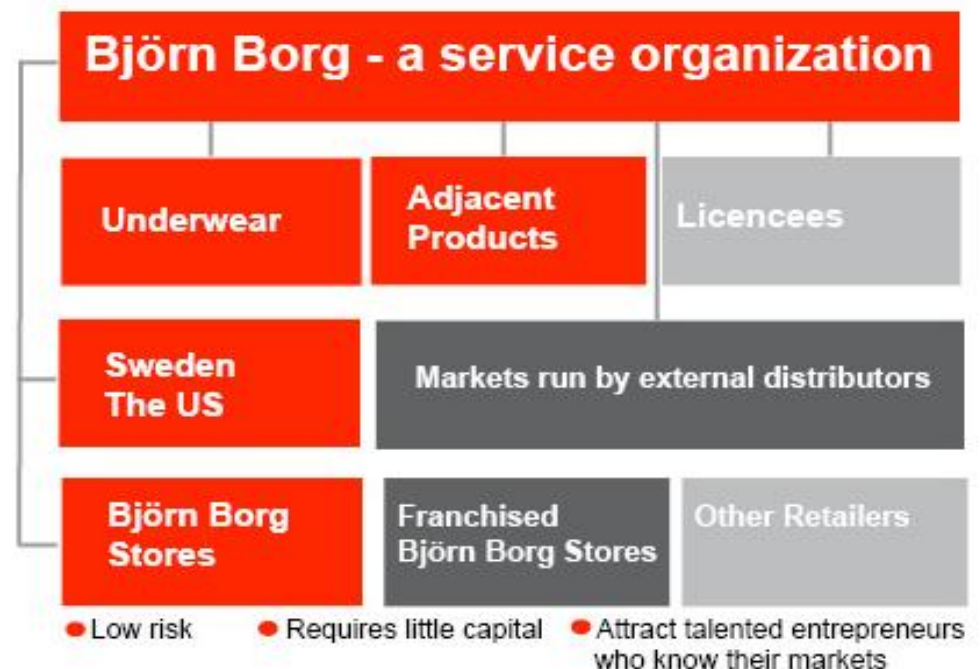 Björn Borg - a service organization
Underwear
Adjacent
Products
Licencees
Sweden
The US
Markets run by external distributors
Björn Borg
Stores
Franchised
Björn Borg Stores
Other Retailers
Low risk
Requires little capital
Attract talented entrepreneurs
who know their markets